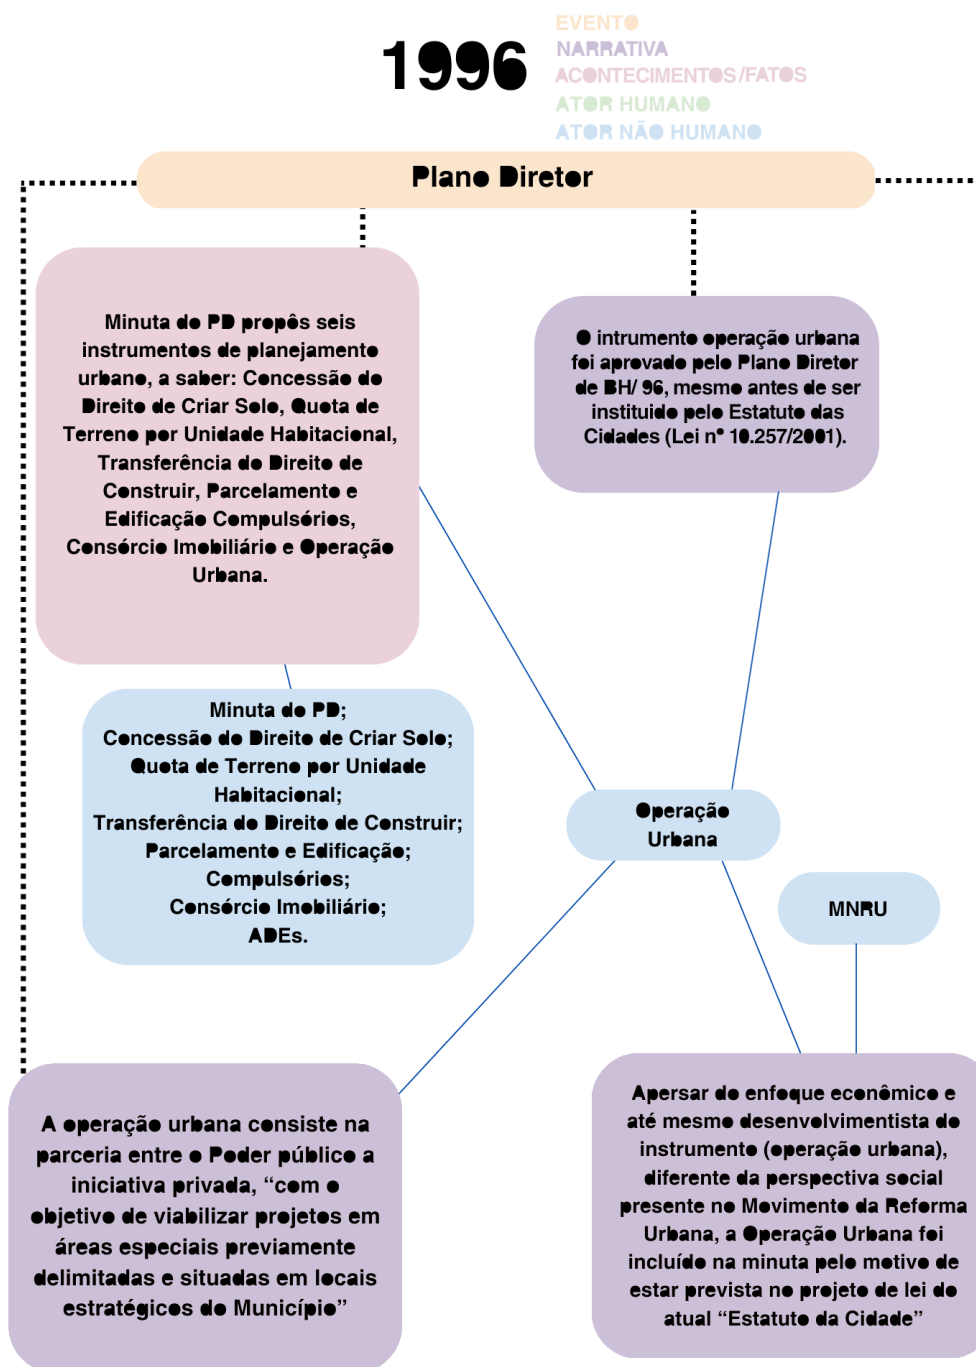 1996
EVENTO
NARRATIVA
ACONTECIMENTOS/FATOS
ATOR HUMANO
ATOR NÃO HUMANO
Plano Diretor
Minuta do PD propôs seis
instrumentos de planejamento
urbano, a saber: Concessão do
Direito de Criar Solo, Quota de
Terreno por Unidade Habitacional,
Transferência do Direito de
Construir, Parcelamento e
Edificação Compulsórios,
Consórcio Imobiliário e Operação
Urbana.
O intrumento operação urbana
foi aprovado pelo Plano Diretor
de BH/ 96, mesmo antes de ser
instituido pelo Estatuto das
Cidades (Lei n° 10.257/2001).
Minuta do PD;
Concessão do Direito de Criar Solo;
Quota de Terreno por Unidade
Habitacional;
Transferência do Direito de Construir;
Parcelamento e Edificação;
Compulsórios;
Consórcio Imobiliário;
ADEs.
Operação
Urbana
MNRU
A operação urbana consiste na
parceria entre o Poder público a
iniciativa privada, “com o
objetivo de viabilizar projetos em
áreas especiais previamente
delimitadas e situadas em locais
estratégicos do Município”
Apersar do enfoque econômico e
até mesmo desenvolvimentista do
instrumento (operação urbana),
diferente da perspectiva social
presente no Movimento da Reforma
Urbana, a Operação Urbana foi
incluído na minuta pelo motivo de
estar prevista no projeto de lei do
atual “Estatuto da Cidade”